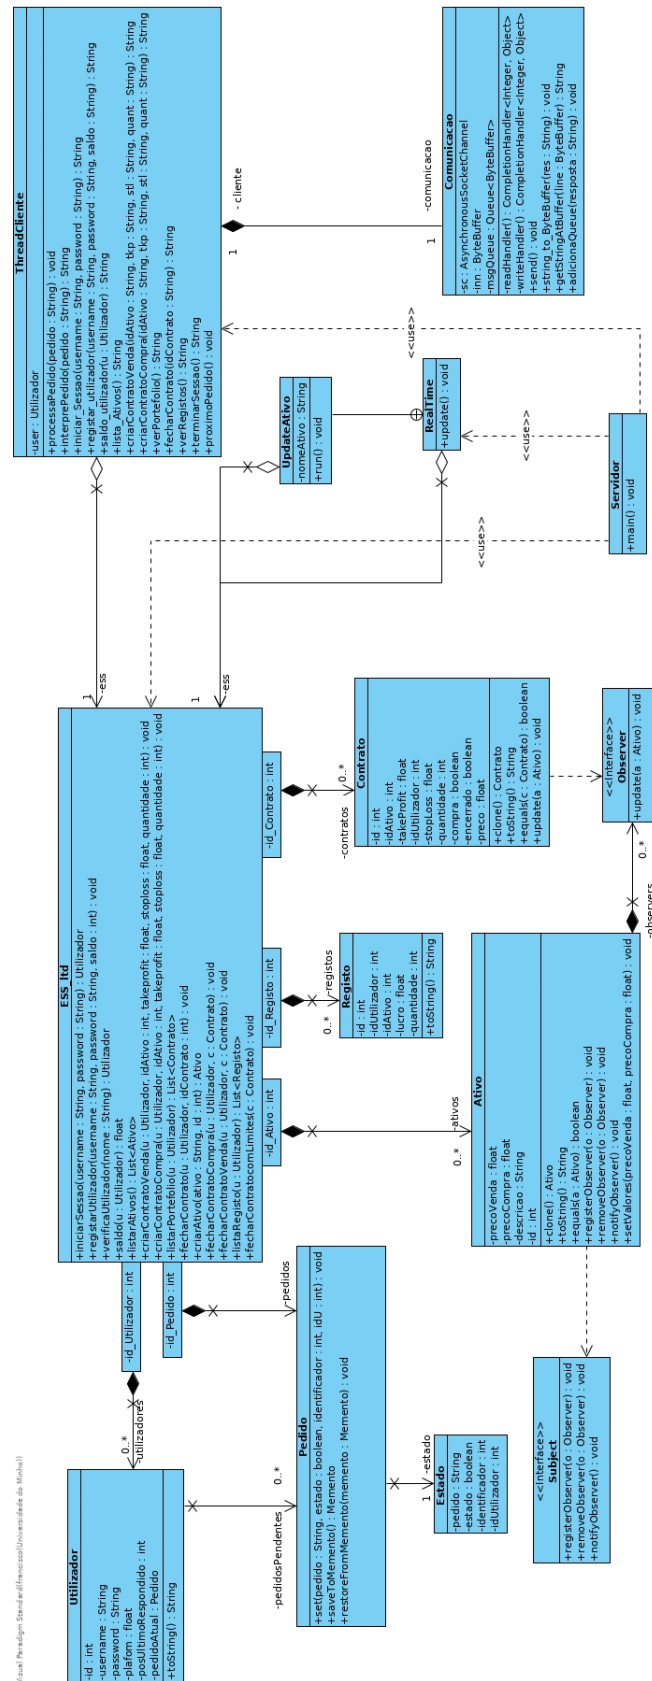 Visual Paradigm Standard(francisco(Universidade do Minho))
ThreadCliente
-user : Utilizador
+processaPedido(pedido : String) : void
+interprePedido(pedido : String) : String
+iniciar_Sessao(username : String, password : String) : String
+registar_utilizador(username : String, password : String, saldo : String) : String
+saldo_utilizador(u : Utilizador) : String
+lista_Ativos() : String
+criarContratoVenda(idAtivo : String, tkp : String, stl : String, quant : String) : String
+criarContratoCompra(idAtivo : String, tkp : String, stl : String, quant : String) : String
+verPortefolio() : String
+fecharContrato(idContrato : String) : String
+verRegistos() : String
+terminarSessao() : String
+proximoPedido() : void
- cliente
1
-comunicacao
1
Comunicacao
-sc : AsynchronousSocketChannel
-inn : ByteBuffer
-msgQueue : Queue<ByteBuffer>
-readHandler() : CompletionHandler<Integer, Object>
-writeHandler() : CompletionHandler<Integer, Object>
+send() : void
+string_to_ByteBuffer(res : String) : void
+getStringAtBuffer(line : ByteBuffer) : String
+adicionaQueue(resposta : String) : void
UpdateAtivo
-nomeAtivo : String
+run() : void
RealTime
+update() : void
Servidor
+main() : void
<<use>>
<<use>>
<<use>>
1
-ess
1
-ess
ESS_ltd
+iniciarSessao(username : String, password : String) : Utilizador
+registarUtilizador(username : String, password : String, saldo : int) : void
+verificaUtilizador(nome : String) : Utilizador
+saldo(u : Utilizador) : float
+listarAtivos() : List<Ativo>
+criarContratoVenda(u : Utilizador, idAtivo : int, takeprofit : float, stoploss : float, quantidade : int) : void
+criarContratoCompra(u : Utilizador, idAtivo : int, takeprofit : float, stoploss : float, quantidade : int) : void
+listarPortefolio(u : Utilizador) : List<Contrato>
+fecharContrato(u : Utilizador, idContrato : int) : void
+criarAtivo(ativo : String, id : int) : Ativo
+fecharContratoCompra(u : Utilizador, c : Contrato) : void
+fecharContratoVenda(u : Utilizador, c : Contrato) : void
+listaRegisto(u : Utilizador) : List<Registo>
+fecharContratocomLimites(c : Contrato) : void
-id_Utilizador : int
-id_Pedido : int
-id_Ativo : int
-id_Registo : int
-id_Contrato : int
0..*
-utilizadores
-pedidos
0..*
-ativos
0..*
-registos
0..*
-contratos
Utilizador
-id : int
-username : String
-password : String
-plafom : float
-posUltimoRespondido : int
-pedidoAtual : Pedido
+toString() : String
-pedidosPendentes
0..*
Pedido
+set(pedido : String, estado : boolean, identificador : int, idU : int) : void
+saveToMemento() : Memento
+restoreFromMemento(memento : Memento) : void
1
-estado
Estado
-pedido : String
-estado : boolean
-identificador : int
-idUtilizador : int
Registo
-id : int
-idUtilizador : int
-idAtivo : int
-lucro : float
-quantidade : int
+toString() : String
Contrato
-id : int
-idAtivo : int
-takeProfit : float
-idUtilizador : int
-stopLoss : float
-quantidade : int
-compra : boolean
-encerrado : boolean
-preco : float
+clone() : Contrato
+toString() : String
+equals(c : Contrato) : boolean
+update(a : Ativo) : void
Ativo
-precoVenda : float
-precoCompra : float
-descricao : String
-id : int
+clone() : Ativo
+toString() : String
+equals(a : Ativo) : boolean
+registerObserver(o : Observer) : void
+removeObserver(o : Observer) : void
+notifyObserver() : void
+setValores(precoVenda : float, precoCompra : float) : void
-observers
0..*
<<Interface>>
Observer
+update(a : Ativo) : void
<<Interface>>
Subject
+registerObserver(o : Observer) : void
+removeObserver(o : Observer) : void
+notifyObserver() : void